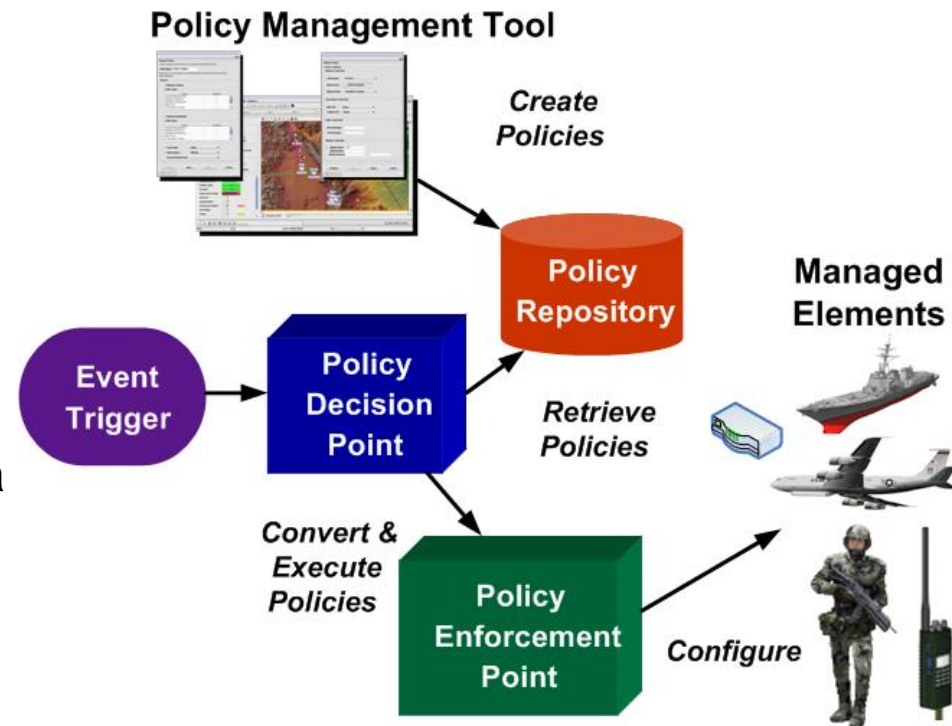 Policy Management Tool
Create
Policies
Policy
Repository
Managed
Elements
Event
Trigger
Policy
Decision
Point
Retrieve
Policies
Convert &
Execute
Policies
Policy
Enforcement
Point
Configure